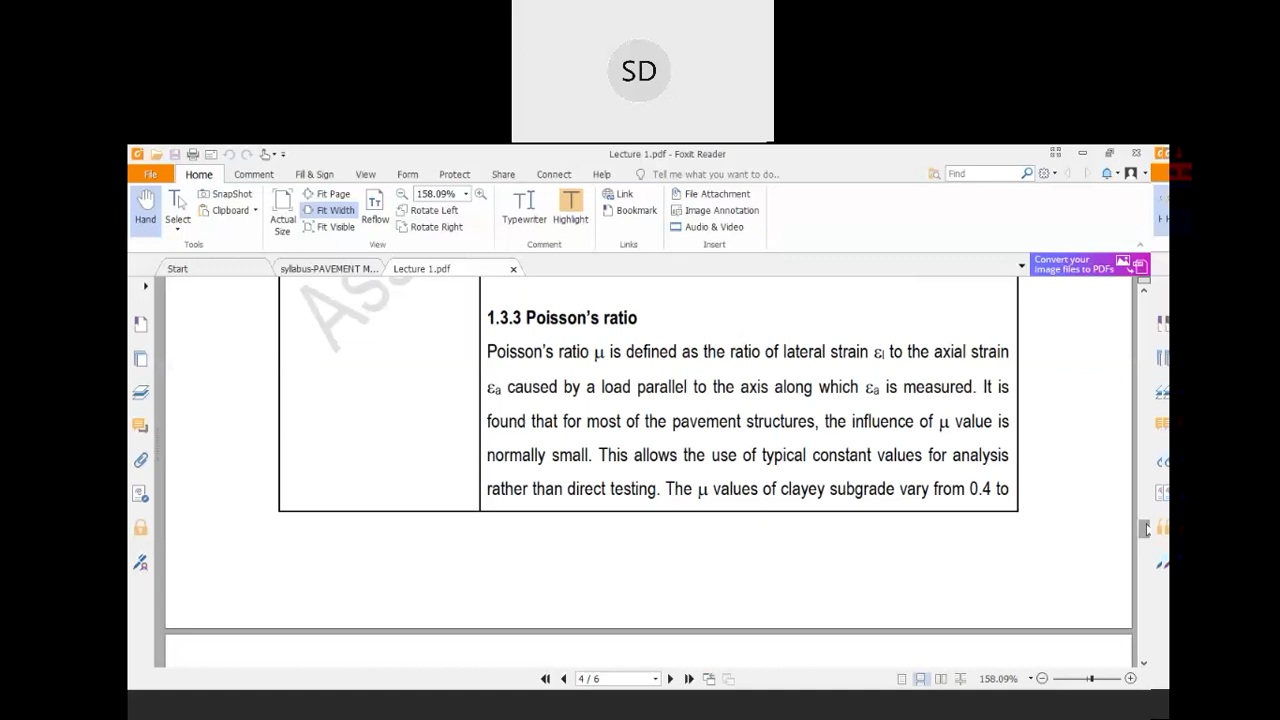 SD
Lecture 1.pdf - Foxit Reader
File Home Comment Fill & Sign View Form Protect Share Connect Help Tell me what you want to do.. Find
SnapShot Fit Page 158.09% Link File Attachment
Hand Select Clipboard Actual Size Fit Width Reflow Rotate Left Typewriter Highlight Bookmark Image Annotation
Fit Visible Rotate Right Audio & Video
Tools View Comment Links Insert
Start syllabus-PAVEMENT M... Lecture 1.pdf Convert your
image files to PDFs
1.3.3 Poisson's ratio
Poisson's ratio μ is defined as the ratio of lateral strain εl to the axial strain
εa caused by a load parallel to the axis along which εa is measured. It is
found that for most of the pavement structures, the influence of μ value is
normally small. This allows the use of typical constant values for analysis
rather than direct testing. The μ values of clayey subgrade vary from 0.4 to
4 / 6 158.09%